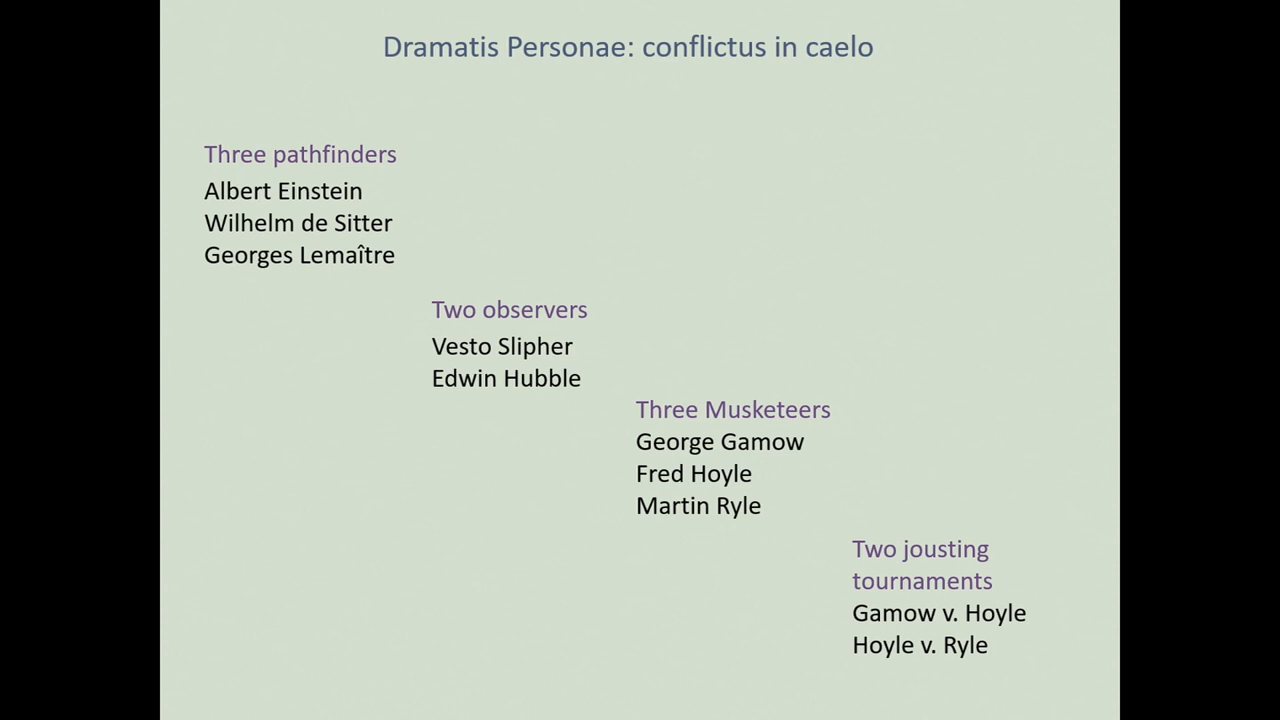 Dramatis Personae: conflictus in caelo
Three pathfinders
Albert Einstein
Wilhelm de Sitter
Georges Lemaître
Two observers
Vesto Slipher
Edwin Hubble
Three Musketeers
George Gamow
Fred Hoyle
Martin Ryle
Two jousting
tournaments
Gamow v. Hoyle
Hoyle v. Ryle